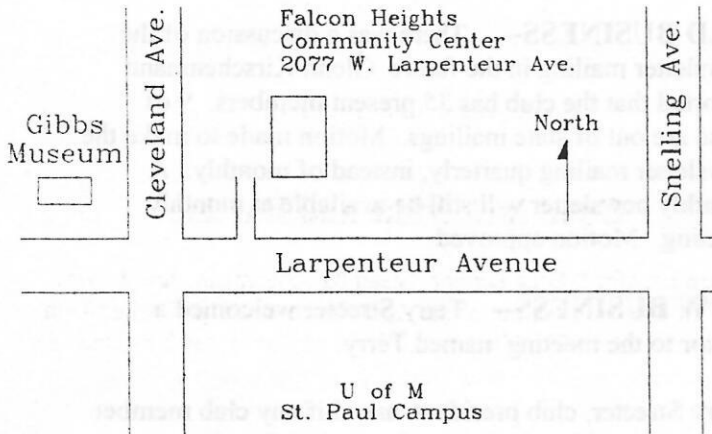 Falcon Heights
Community Center
2077 W. Larpenteur Ave.
Cleveland Ave.
Snelling Ave.
Gibbs
Museum
North
Larpenteur Avenue
U of M
St. Paul Campus